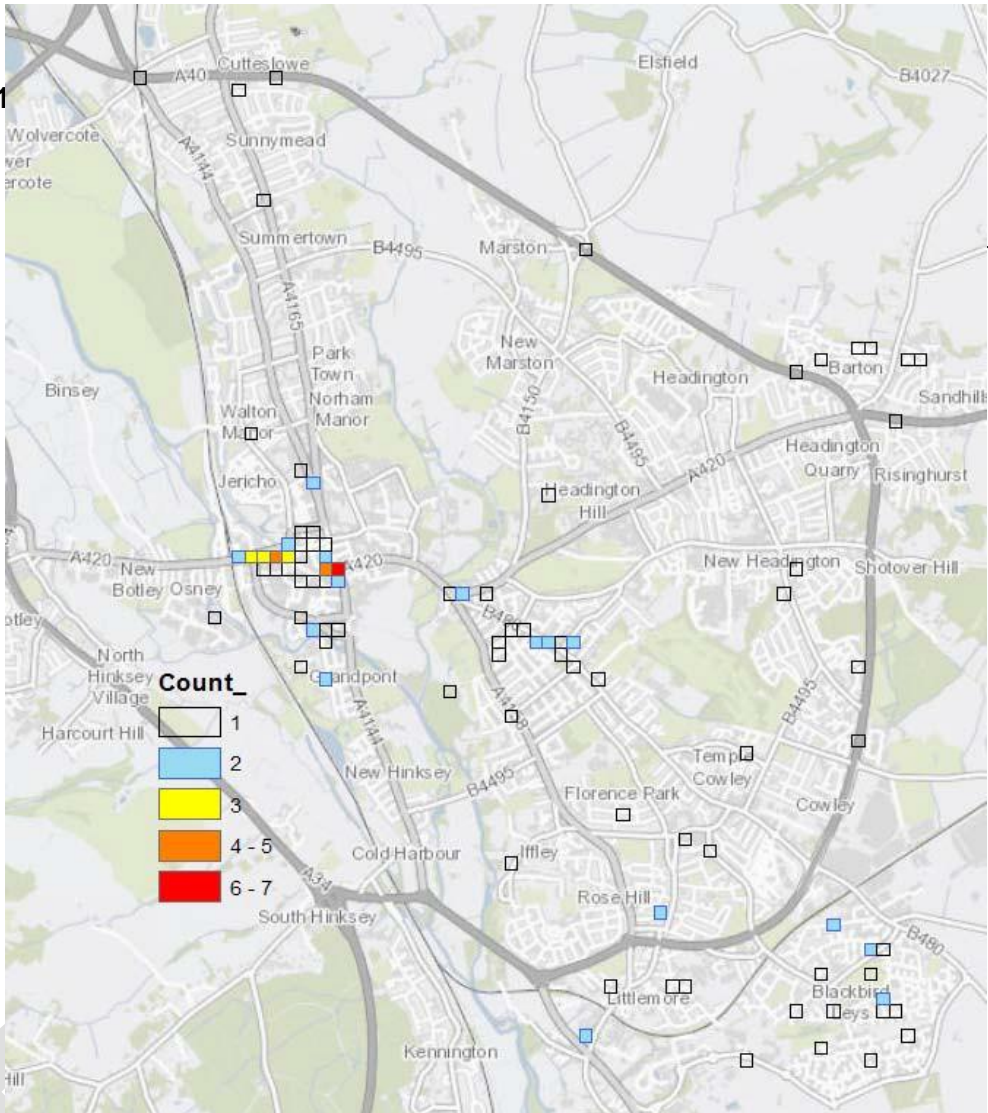 Cutteslowe
Elsfield
A40
B4027
1
Wolvercote
Sunnymead
A4144
Summertown
B4495
Marston
A4165
New
Marston
Park
Town
Binsey
Norham
Manor
Headington
Barton
Sandhills
Walton
Manor
B4150
B4495
A420
Headington
Quarry
Risinghurst
Jericho
Headington
Hill
A420
New
Botley
Osney
A420
New Headington
Shotover Hill
North
Hinksey
Village
Grandpont
Harcourt Hill
A4144
A4158
B4495
Temple
Cowley
New Hinksey
B4495
Florence Park
Cowley
Count_
1
2
3
4 - 5
6 - 7
Cold Harbour
Iffley
A34
South Hinksey
Rose Hill
B480
Littlemore
Blackbird
Leys
Kennington